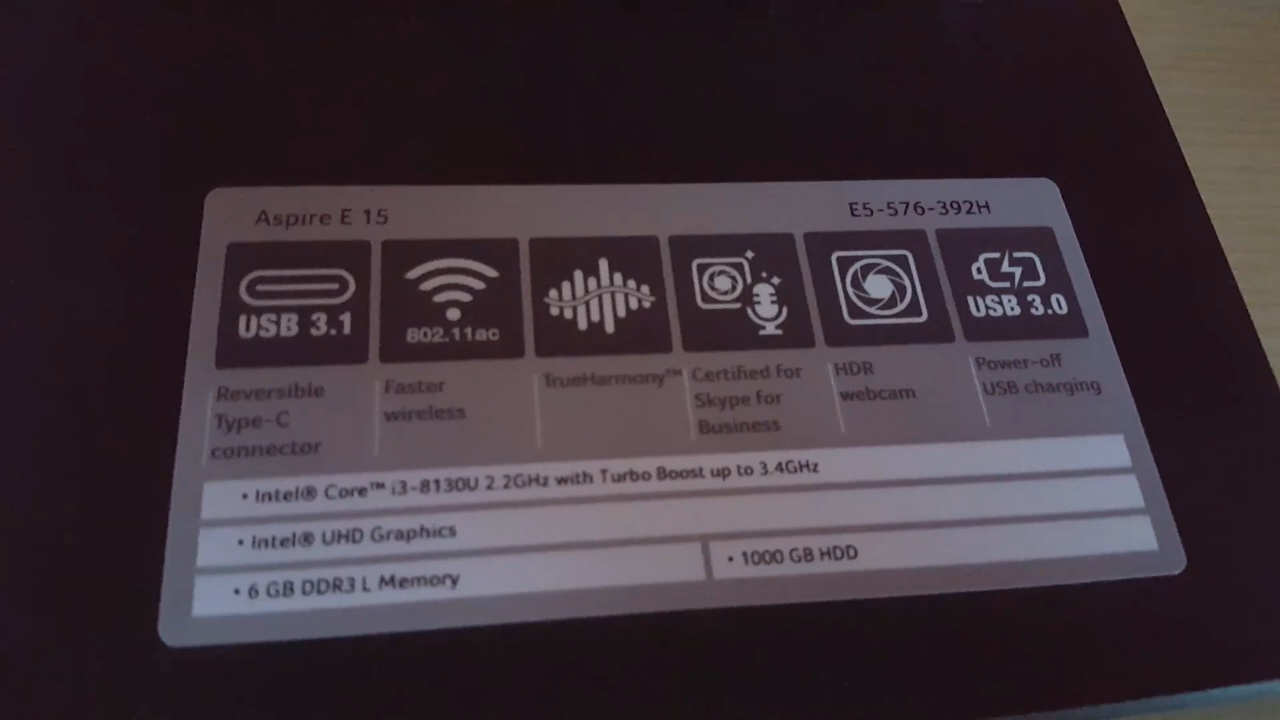 Aspire E 15
E5-576-392H
USB 3.1
802.11ac
USB 3.0
Reversible
Type-C
connector
Faster
wireless
TrueHarmony™
Certified for
Skype for
Business
HDR
webcam
Power-off
USB charging
• Intel® Core™ i3-8130U 2.2GHz with Turbo Boost up to 3.4GHz
• Intel® UHD Graphics
• 6 GB DDR3 L Memory
• 1000 GB HDD